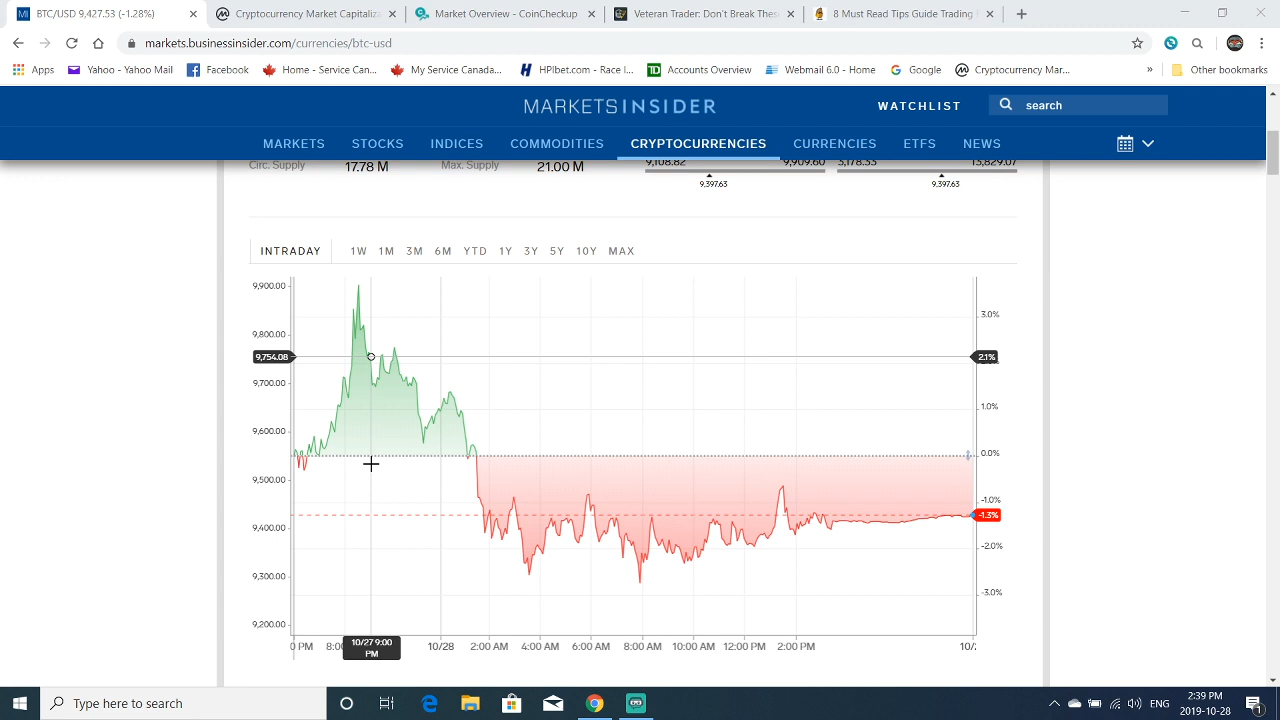 BTC/USD 9,427.53 (-1.28%)
Cryptocurrency Market Capitaliza
Market Overview - CoinCheckup
Veteran Trader: Bitcoin Break Thes
8 Must Read Tips Guide Trading
markets.businessinsider.com/currencies/btc-usd
Apps
Yahoo - Yahoo Mail
Facebook
Home - Service Can...
My Service Canada...
HPIbet.com - Race I...
Accounts Overview
Webmail 6.0 - Home
Google
Cryptocurrency Mar...
»
Other bookmarks
MARKETS INSIDER
WATCHLIST
search
MARKETS STOCKS INDICES COMMODITIES CRYPTOCURRENCIES CURRENCIES ETFS NEWS
Circ. Supply 17.78 M Max. Supply 21.00 M
9,108.82 9,909.60 3,178.33 13,829.07
9,397.63 9,397.63
INTRADAY 1W 1M 3M 6M YTD 1Y 3Y 5Y 10Y MAX
9,900.00
3.0%
9,800.00
9,754.08 2.1%
9,700.00
1.0%
9,600.00
0.0%
9,500.00
-1.0%
-1.3%
9,400.00
-2.0%
9,300.00
-3.0%
9,200.00
0 PM 8:00 10/28 2:00 AM 4:00 AM 6:00 AM 8:00 AM 10:00 AM 12:00 PM 2:00 PM 10/2
10/27 9:00
PM
Type here to search
ENG
2:39 PM
2019-10-28
1